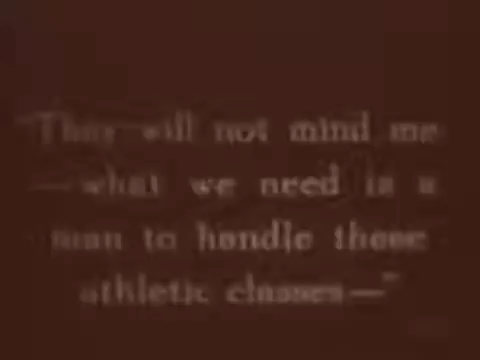 "They will not mind me
—what we need is a
man to handle these
athletic classes—"